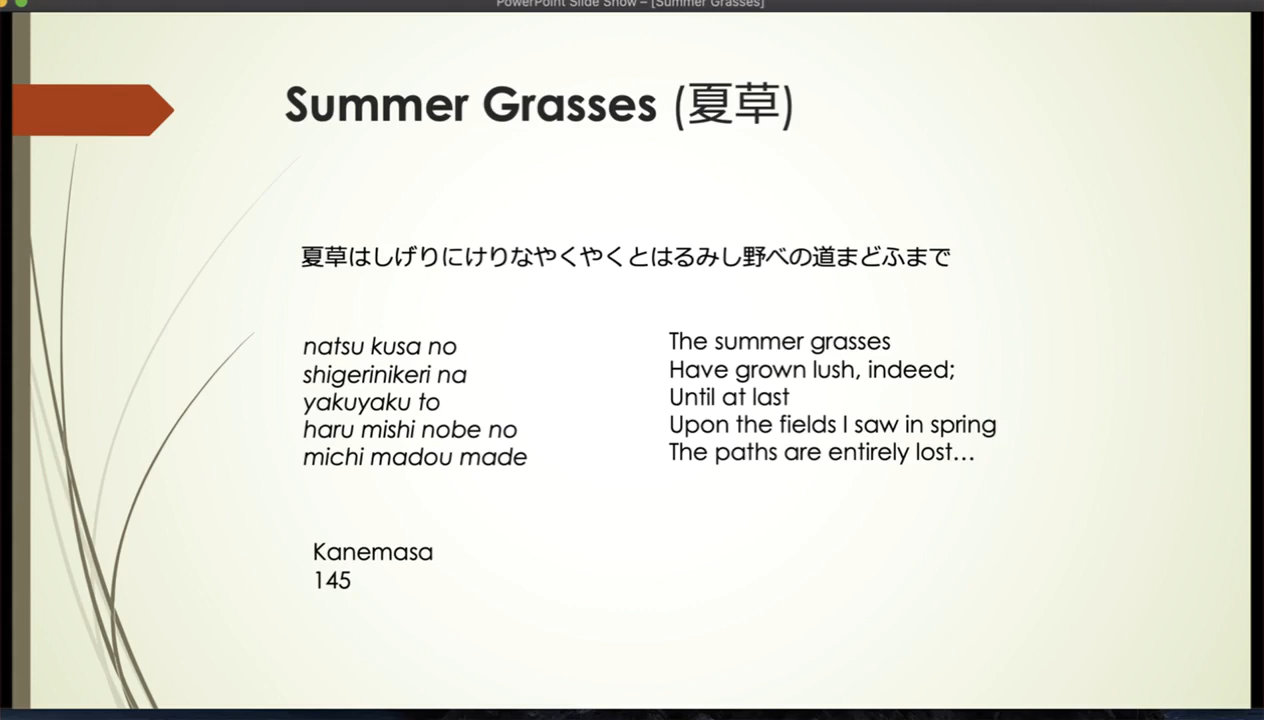 PowerPoint Slide Show – [Summer Grasses]
Summer Grasses (夏草)
夏草はしげりにけりなやくやくとはるみし野べの道まどふまで
natsu kusa no
shigerinikeri na
yakuyaku to
haru mishi nobe no
michi madou made
The summer grasses
Have grown lush, indeed;
Until at last
Upon the fields I saw in spring
The paths are entirely lost…
Kanemasa
145